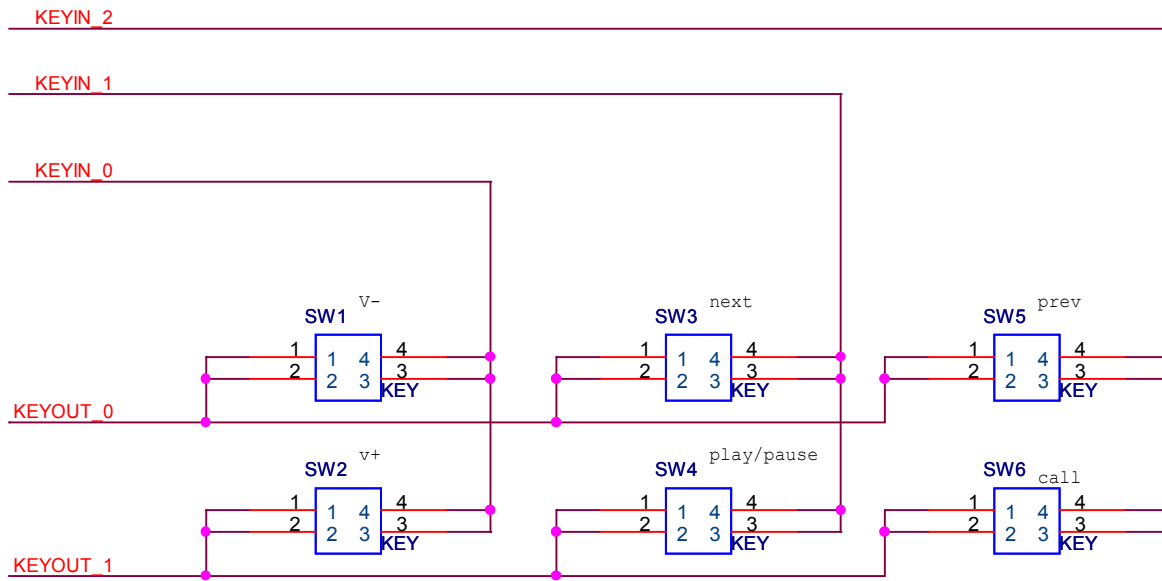 KEYIN_2
KEYIN_1
KEYIN_0
V- next prev
SW1 SW3 SW5
1 1 4 4 1 1 4 4 1 1 4 4
2 2 3 3 2 2 3 3 2 2 3 3
KEY KEY KEY
KEYOUT_0
v+ play/pause
SW2 SW4 SW6 call
1 1 4 4 1 1 4 4 1 1 4 4
2 2 3 3 2 2 3 3 2 2 3 3
KEY KEY KEY
KEYOUT_1